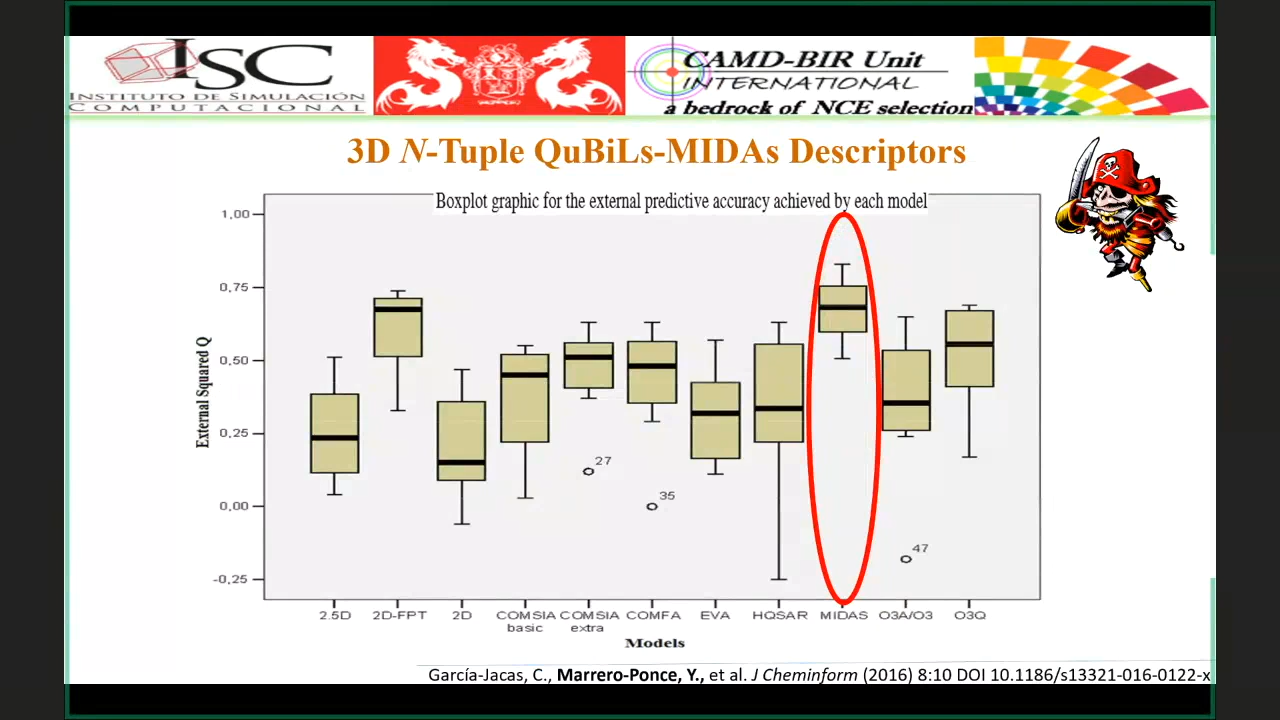 ISC
INSTITUTO DE SIMULACIÓN
COMPUTACIONAL
CAMD-BIR Unit
INTERNATIONAL
a bedrock of NCE selection
3D N-Tuple QuBiLs-MIDAs Descriptors
Boxplot graphic for the external predictive accuracy achieved by each model
1,00
0,75
0,50
0,25
0,00
-0,25
External Squared Q
27
35
47
2.5D 2D-FPT 2D COMSIA basic COMSIA extra COMFA EVA HQSAR MIDAS O3A/O3 O3Q
Models
García-Jacas, C., Marrero-Ponce, Y., et al. J Cheminform (2016) 8:10 DOI 10.1186/s13321-016-0122-x